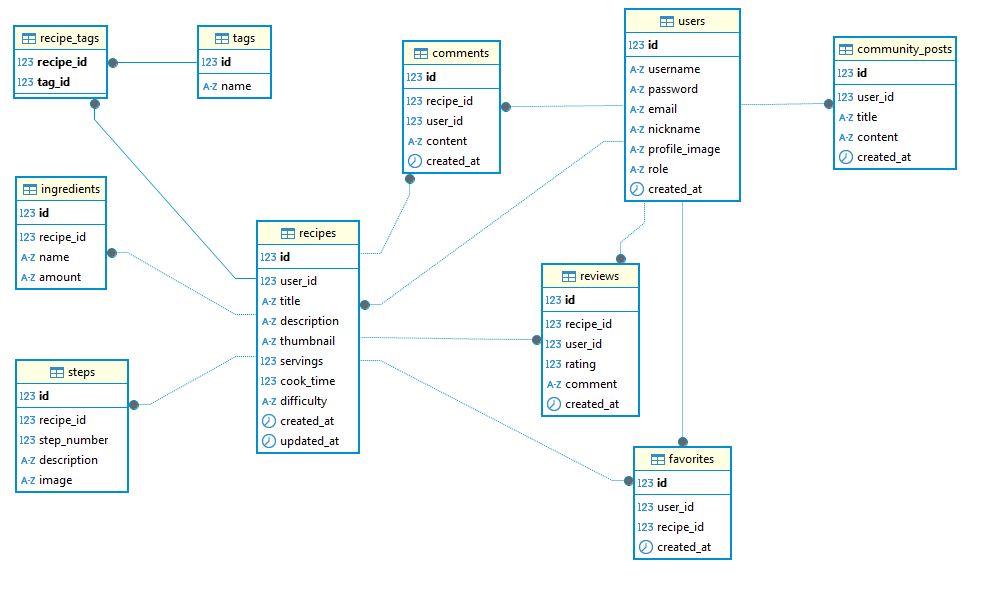 recipe_tags
123 recipe_id
123 tag_id
tags
123 id
A-Z name
comments
123 id
123 recipe_id
123 user_id
A-Z content
created_at
users
123 id
A-Z username
A-Z password
A-Z email
A-Z nickname
A-Z profile_image
A-Z role
created_at
community_posts
123 id
123 user_id
A-Z title
A-Z content
created_at
ingredients
123 id
123 recipe_id
A-Z name
A-Z amount
recipes
123 id
123 user_id
A-Z title
A-Z description
A-Z thumbnail
123 servings
123 cook_time
A-Z difficulty
created_at
updated_at
reviews
123 id
123 recipe_id
123 user_id
123 rating
A-Z comment
created_at
steps
123 id
123 recipe_id
123 step_number
A-Z description
A-Z image
favorites
123 id
123 user_id
123 recipe_id
created_at